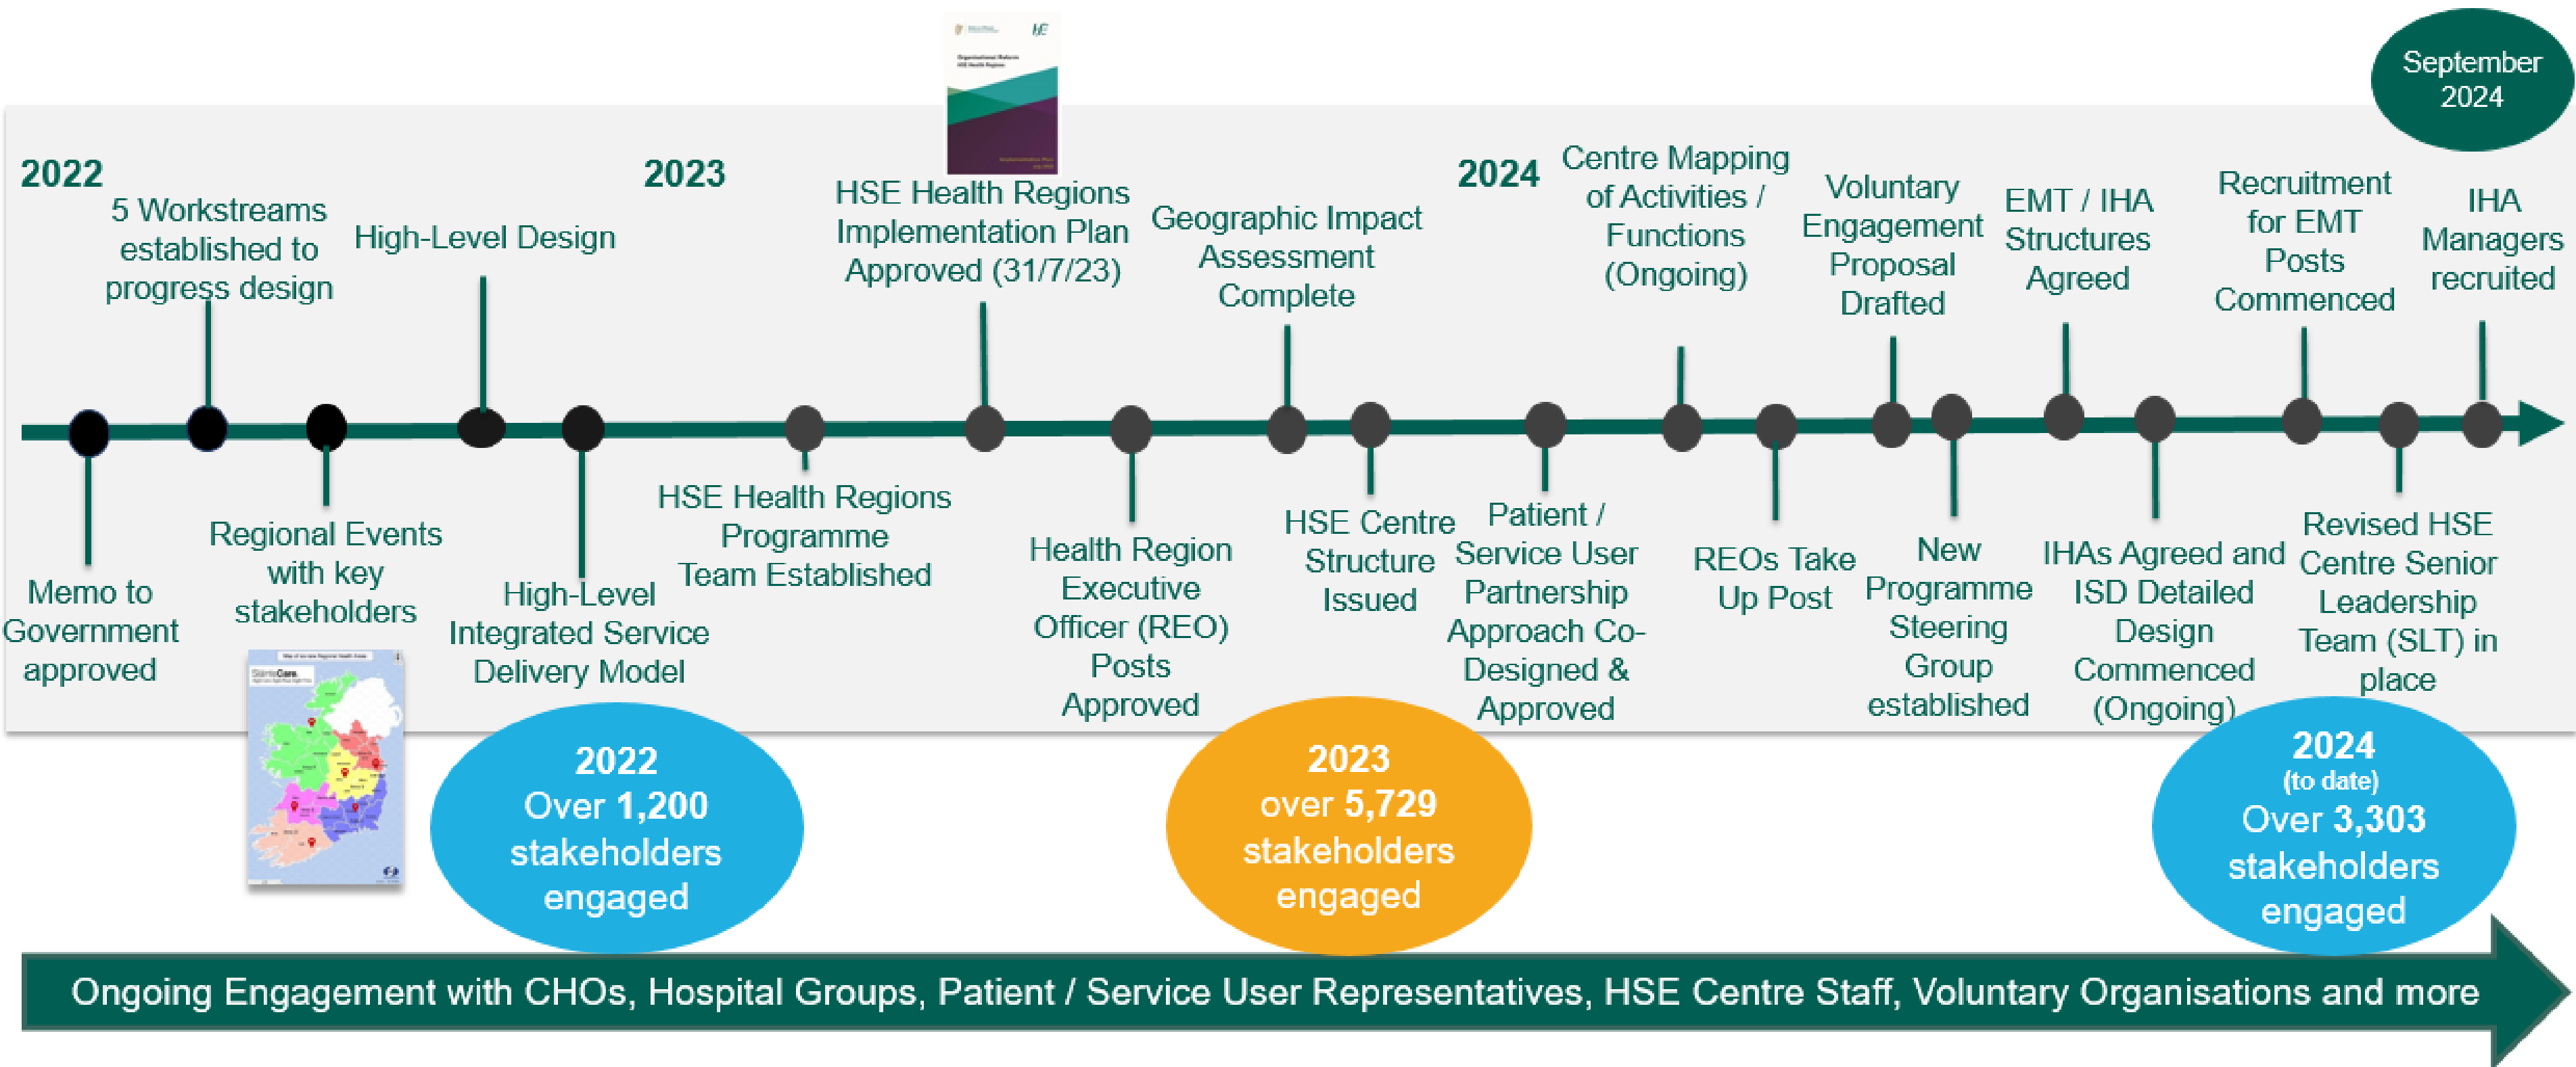 September
2024
Organisational Reform
HSE Health Regions
Implementation Plan
2022
2023
2024
5 Workstreams
established to
progress design
High-Level Design
HSE Health Regions
Implementation Plan
Approved (31/7/23)
Geographic Impact
Assessment
Complete
Centre Mapping
of Activities /
Functions
(Ongoing)
Voluntary
Engagement
Proposal
Drafted
EMT / IHA
Structures
Agreed
Recruitment
for EMT
Posts
Commenced
IHA
Managers
recruited
Memo to
Government
approved
Regional Events
with key
stakeholders
High-Level
Integrated Service
Delivery Model
HSE Health Regions
Programme
Team Established
Health Region
Executive
Officer (REO)
Posts
Approved
HSE Centre
Structure
Issued
Patient /
Service User
Partnership
Approach Co-
Designed &
Approved
REOs Take
Up Post
New
Programme
Steering
Group
established
IHAs Agreed and
ISD Detailed
Design
Commenced
(Ongoing)
Revised HSE
Centre Senior
Leadership
Team (SLT) in
place
SláinteCare.
2022
Over 1,200
stakeholders
engaged
2023
over 5,729
stakeholders
engaged
2024
(to date)
Over 3,303
stakeholders
engaged
Ongoing Engagement with CHOs, Hospital Groups, Patient / Service User Representatives, HSE Centre Staff, Voluntary Organisations and more